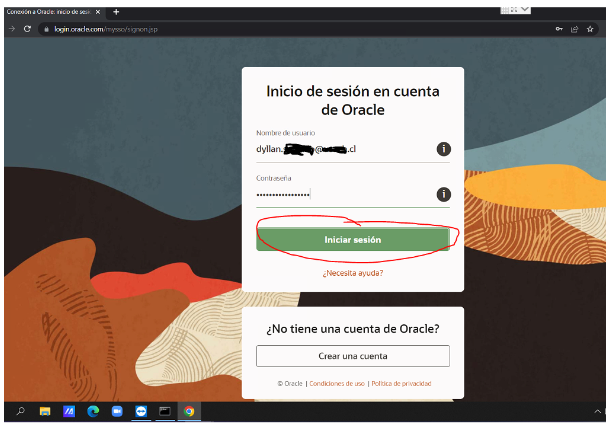 Conexión a Oracle: inicio de sesi
login.oracle.com/mysso/signon.jsp
Inicio de sesión en cuenta
de Oracle
Nombre de usuario
dyllan.s @ .cl
Contraseña
••••••••••••••••
Iniciar sesión
¿Necesita ayuda?
¿No tiene una cuenta de Oracle?
Crear una cuenta
© Oracle | Condiciones de uso | Política de privacidad